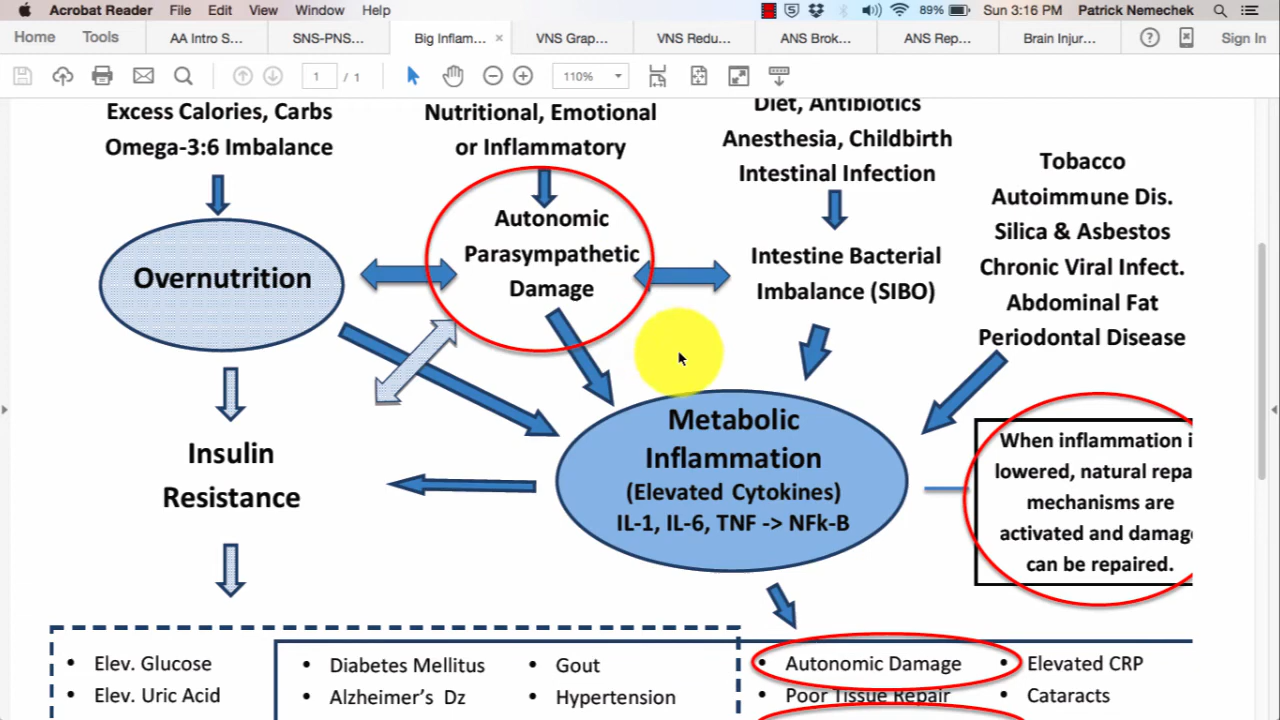 Acrobat Reader File Edit View Window Help 89% Sun 3:16 PM Patrick Nemechek
Home Tools AA Intro S... SNS-PNS... Big Inflam... × VNS Grap... VNS Redu... ANS Brok... ANS Rep... Brain Injur... Sign In
1 / 1 110%
Excess Calories, Carbs
Omega-3:6 Imbalance
Nutritional, Emotional
or Inflammatory
Diet, Antibiotics
Anesthesia, Childbirth
Intestinal Infection
Tobacco
Autoimmune Dis.
Silica & Asbestos
Chronic Viral Infect.
Abdominal Fat
Periodontal Disease
Overnutrition
Autonomic
Parasympathetic
Damage
Intestine Bacterial
Imbalance (SIBO)
Insulin
Resistance
Metabolic
Inflammation
(Elevated Cytokines)
IL-1, IL-6, TNF -> NFk-B
When inflammation i
lowered, natural repa
mechanisms are
activated and damag
can be repaired.
• Elev. Glucose
• Elev. Uric Acid
• Diabetes Mellitus
• Alzheimer's Dz
• Gout
• Hypertension
• Autonomic Damage
• Poor Tissue Repair
• Elevated CRP
• Cataracts